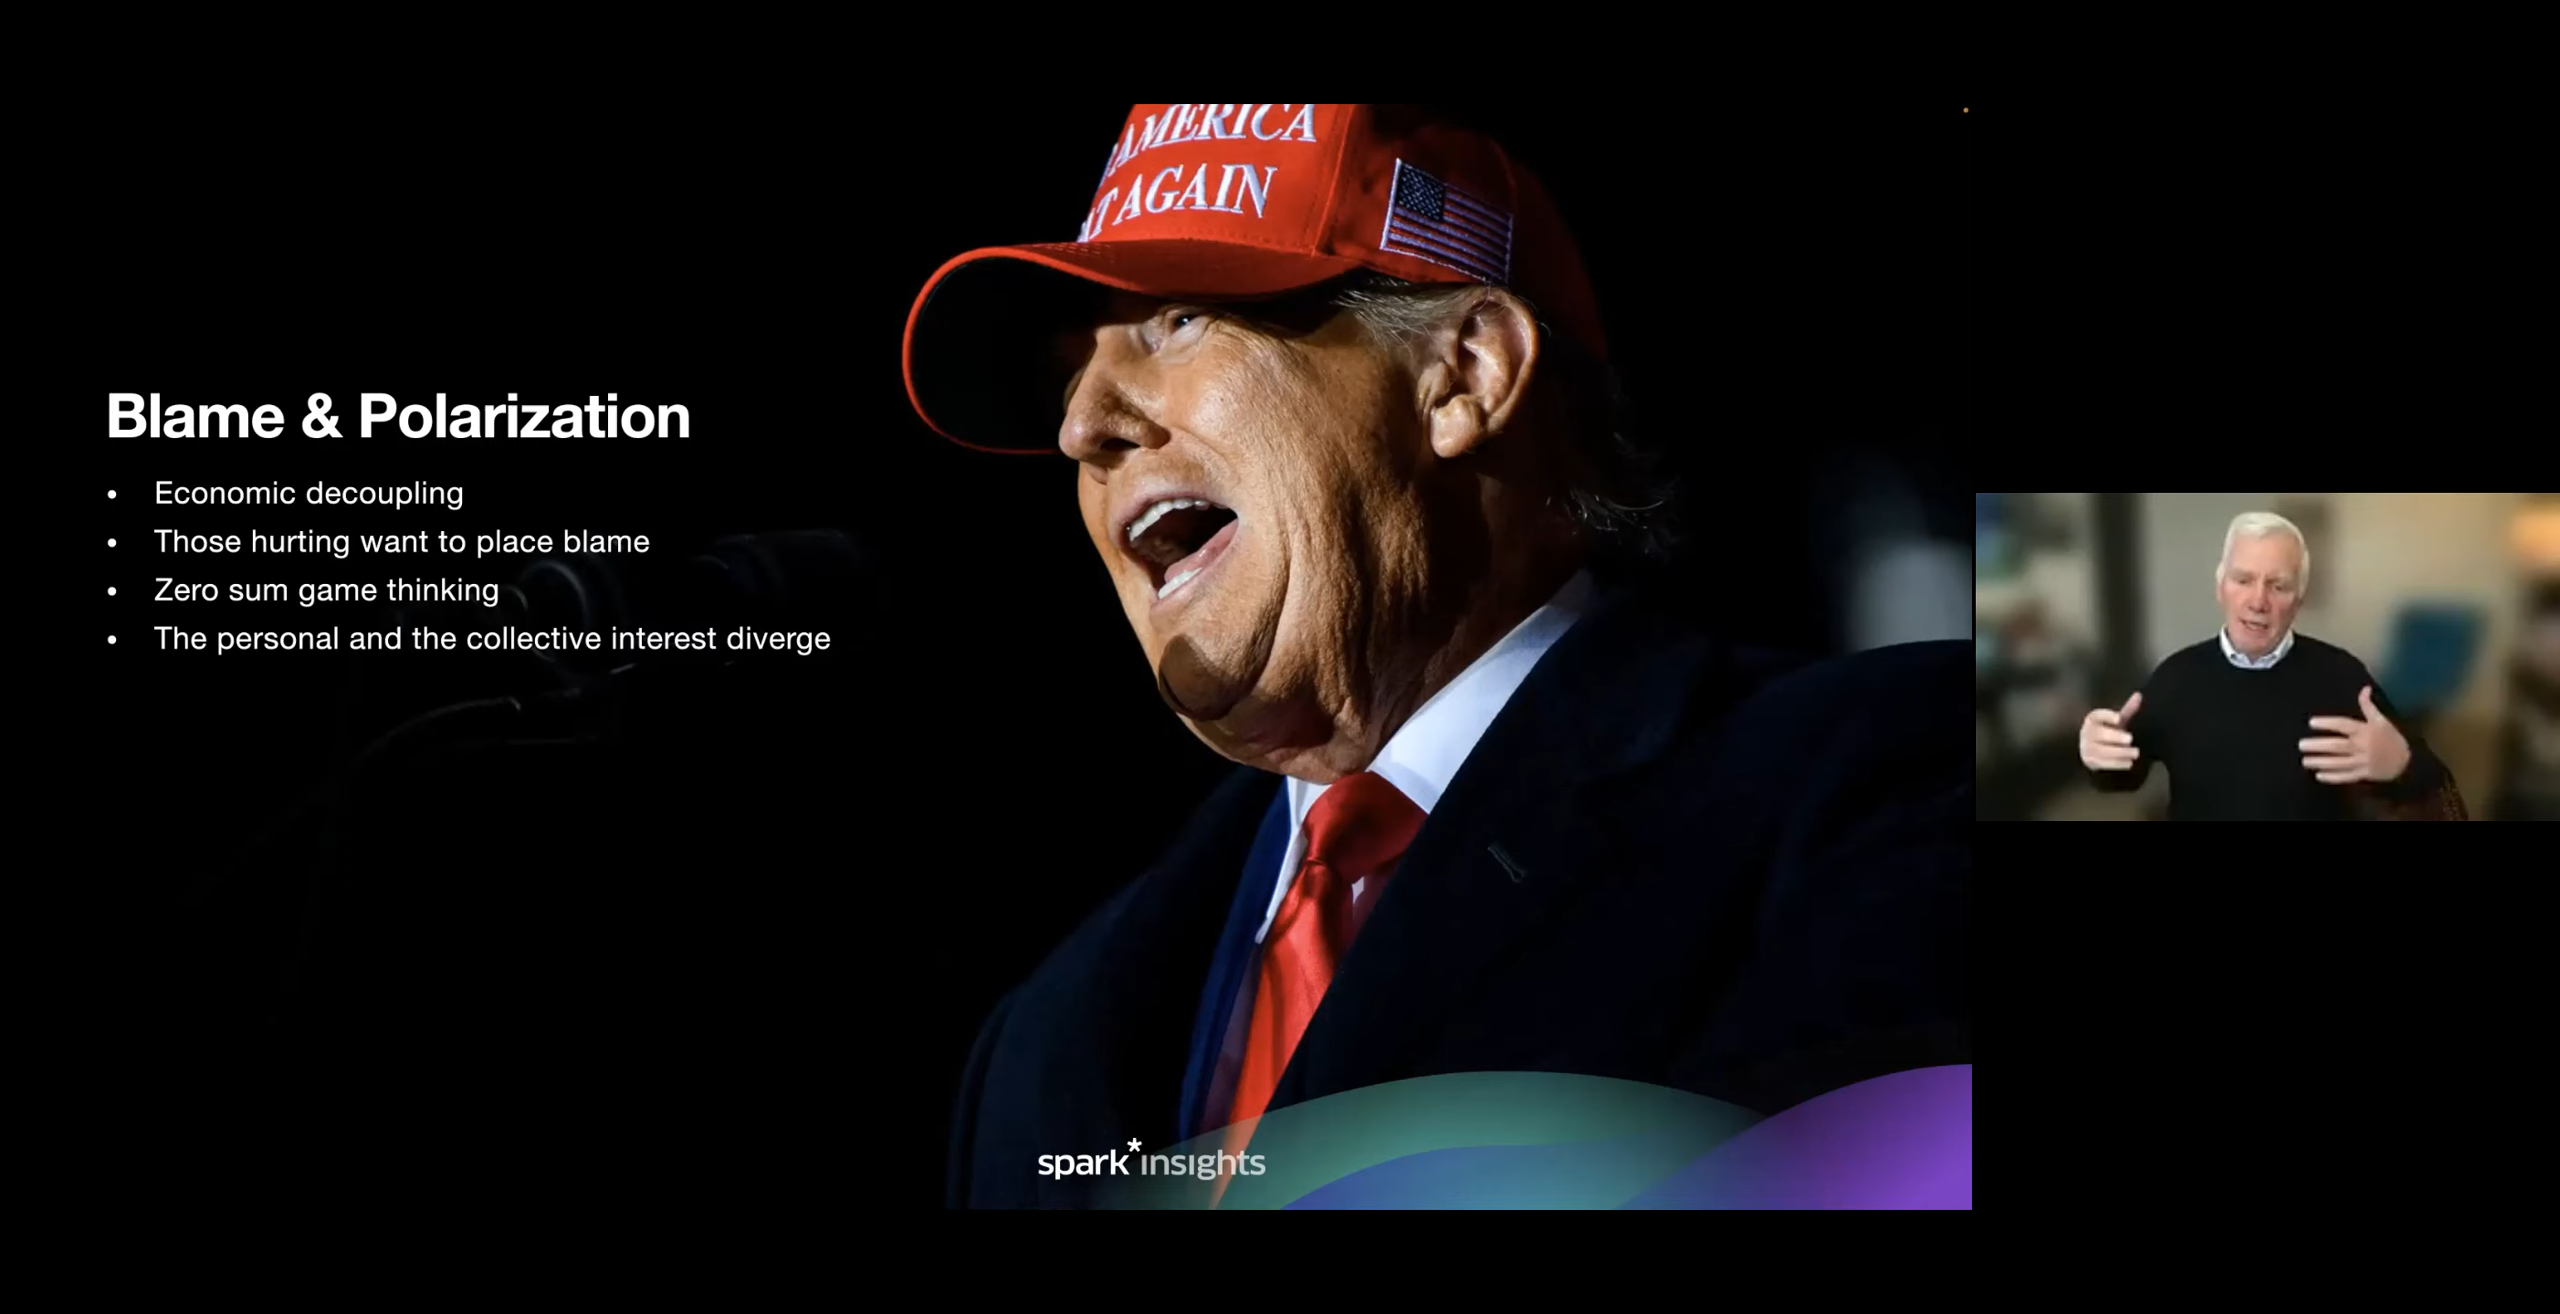 AMERICA
AT AGAIN
Blame & Polarization
• Economic decoupling
• Those hurting want to place blame
• Zero sum game thinking
• The personal and the collective interest diverge
spark*insights